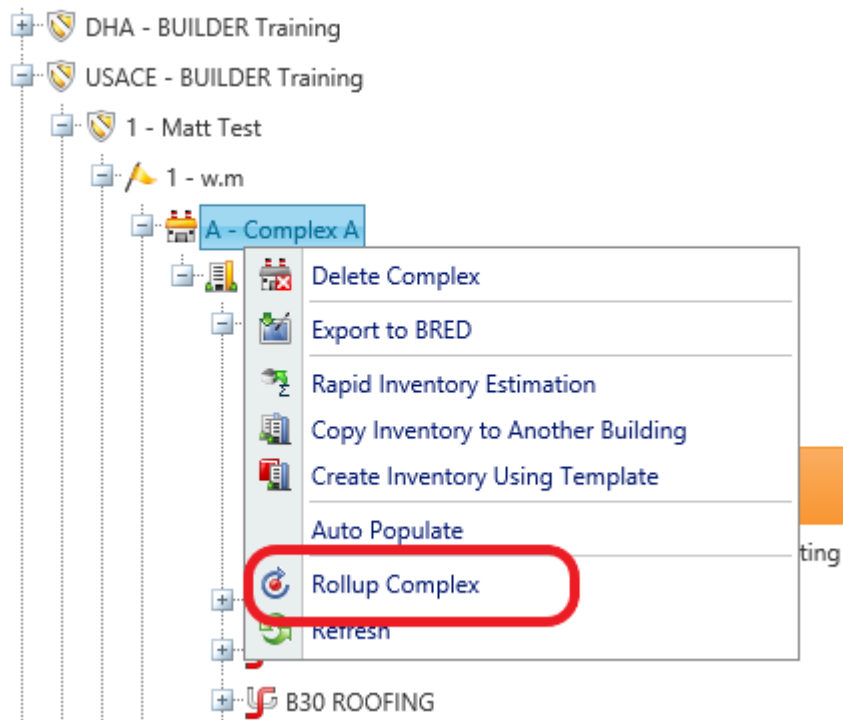 DHA - BUILDER Training
USACE - BUILDER Training
1 - Matt Test
1 - w.m
A - Complex A
Delete Complex
Export to BRED
Rapid Inventory Estimation
Copy Inventory to Another Building
Create Inventory Using Template
Auto Populate
ting
Rollup Complex
Refresh
B30 ROOFING